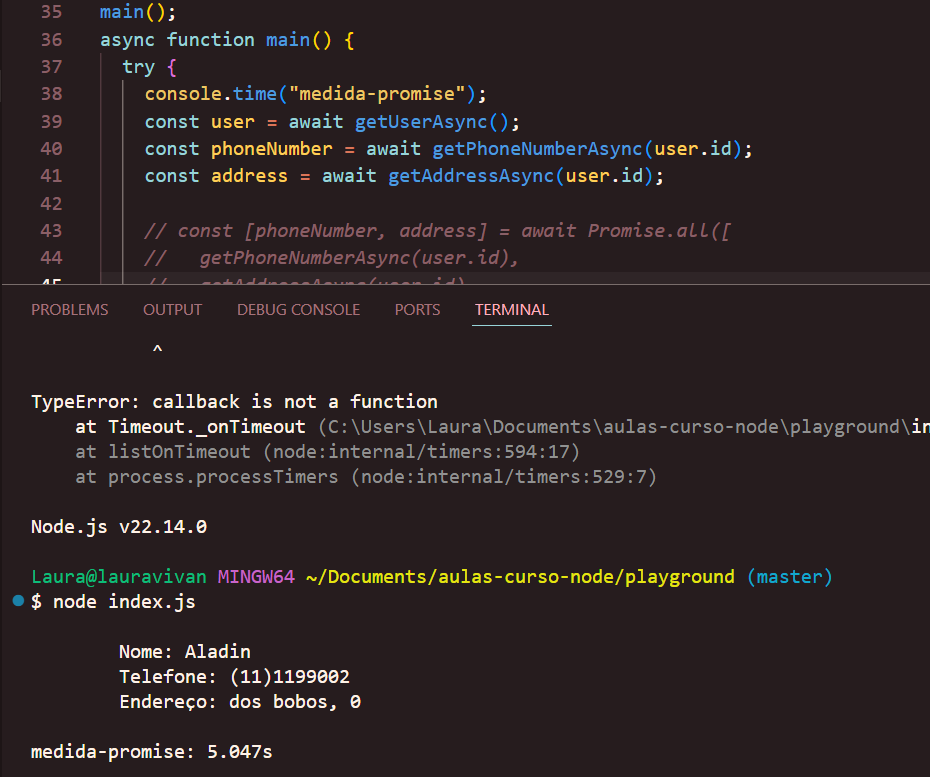 35 main();
36 async function main() {
37 try {
38 console.time("medida-promise");
39 const user = await getUserAsync();
40 const phoneNumber = await getPhoneNumberAsync(user.id);
41 const address = await getAddressAsync(user.id);
42
43 // const [phoneNumber, address] = await Promise.all([
44 //   getPhoneNumberAsync(user.id),
45 //   getAddressAsync(user.id)
PROBLEMS OUTPUT DEBUG CONSOLE PORTS TERMINAL
^
TypeError: callback is not a function
at Timeout._onTimeout (C:\Users\Laura\Documents\aulas-curso-node\playground\in
at listOnTimeout (node:internal/timers:594:17)
at process.processTimers (node:internal/timers:529:7)
Node.js v22.14.0
Laura@lauravivan MINGW64 ~/Documents/aulas-curso-node/playground (master)
$ node index.js
Nome: Aladin
Telefone: (11)1199002
Endereço: dos bobos, 0
medida-promise: 5.047s